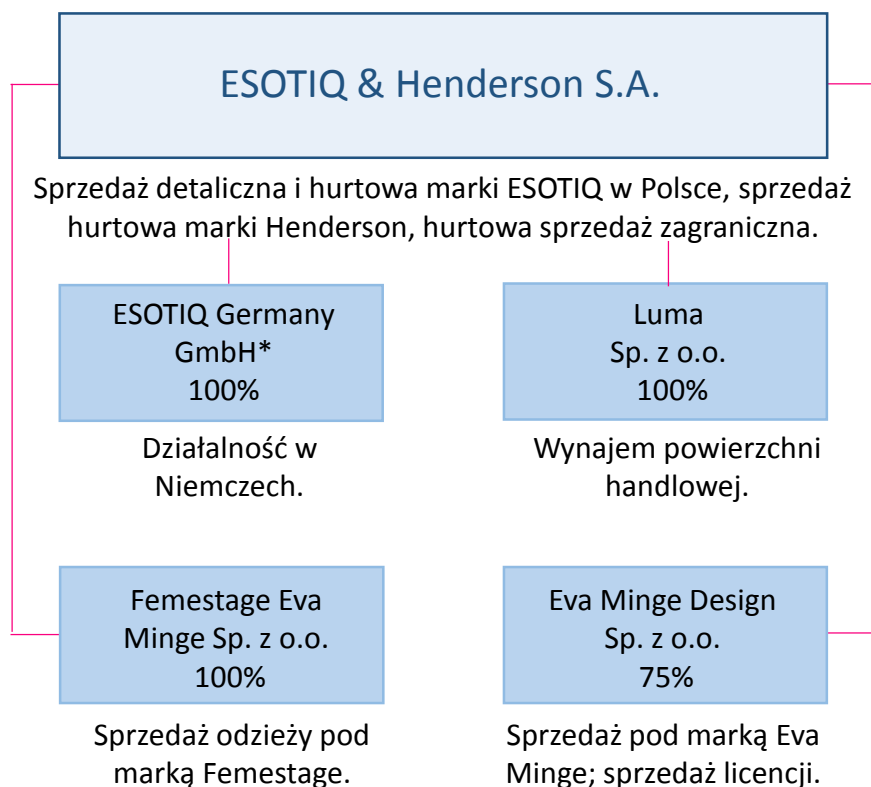 ESOTIQ & Henderson S.A.
Sprzedaż detaliczna i hurtowa marki ESOTIQ w Polsce, sprzedaż
hurtowa marki Henderson, hurtowa sprzedaż zagraniczna.
ESOTIQ Germany
GmbH*
100%
Działalność w
Niemczech.
Luma
Sp. z o.o.
100%
Wynajem powierzchni
handlowej.
Femestage Eva
Minge Sp. z o.o.
100%
Sprzedaż odzieży pod
marką Femestage.
Eva Minge Design
Sp. z o.o.
75%
Sprzedaż pod marką Eva
Minge; sprzedaż licencji.